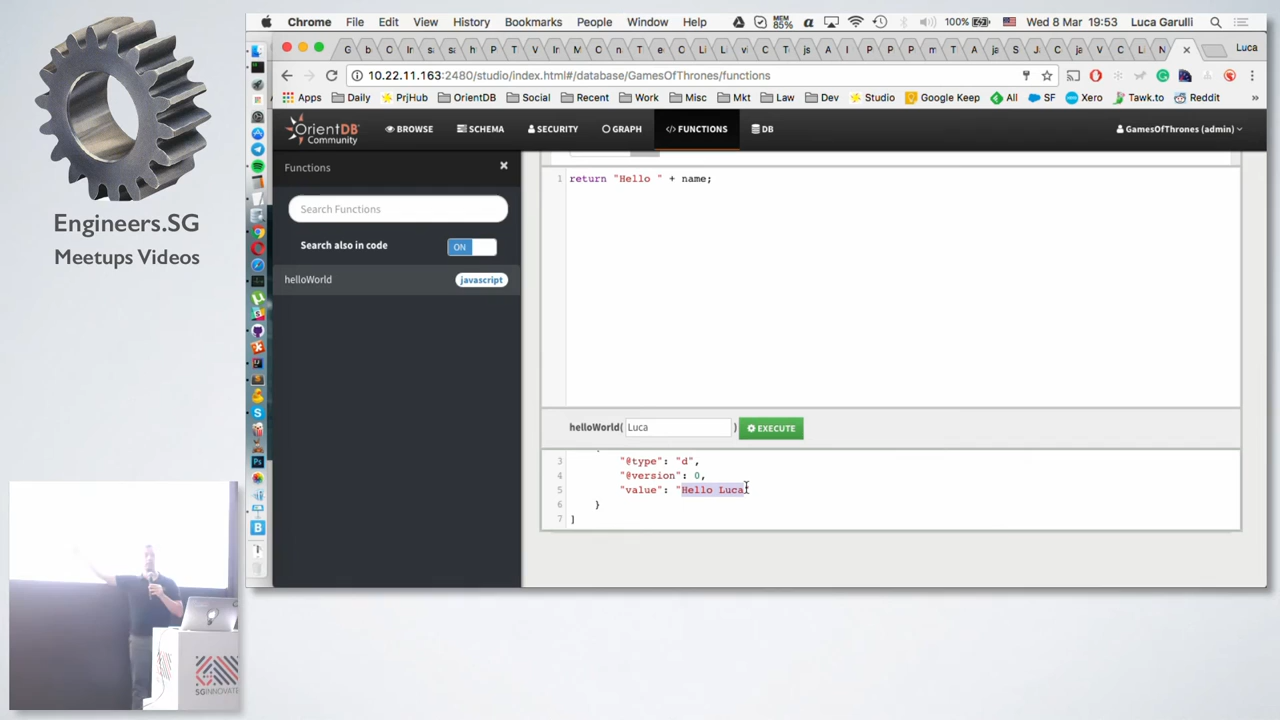 Chrome File Edit View History Bookmarks People Window Help MEM 85% 100% Wed 8 Mar 19:53 Luca Garulli
Luca
10.22.11.163:2480/studio/index.html#/database/GamesOfThrones/functions
Apps Daily PrjHub OrientDB Social Recent Work Misc Mkt Law Dev Studio Google Keep All SF Xero Tawk.to Reddit »
OrientDB Community BROWSE SCHEMA SECURITY GRAPH </> FUNCTIONS DB GamesOfThrones (admin)
Functions
Search Functions
Search also in code ON
helloWorld javascript
1 return "Hello " + name;
helloWorld( Luca ) EXECUTE
3 "@type": "d",
4 "@version": 0,
5 "value": "Hello Luca
6 }
7 ]
Engineers.SG
Meetups Videos
SGINNOVATE